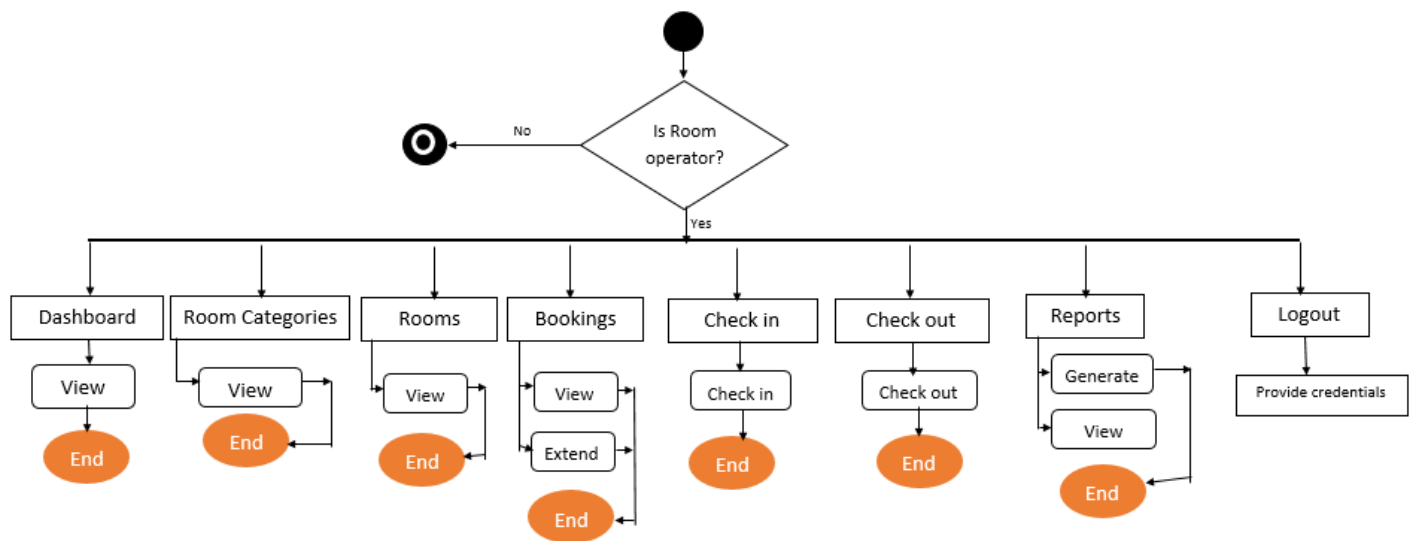 Is Room
operator?
No
Yes
Dashboard
Room Categories
Rooms
Bookings
Check in
Check out
Reports
Logout
View
View
View
View
Extend
Check in
Check out
Generate
View
Provide credentials
End
End
End
End
End
End
End